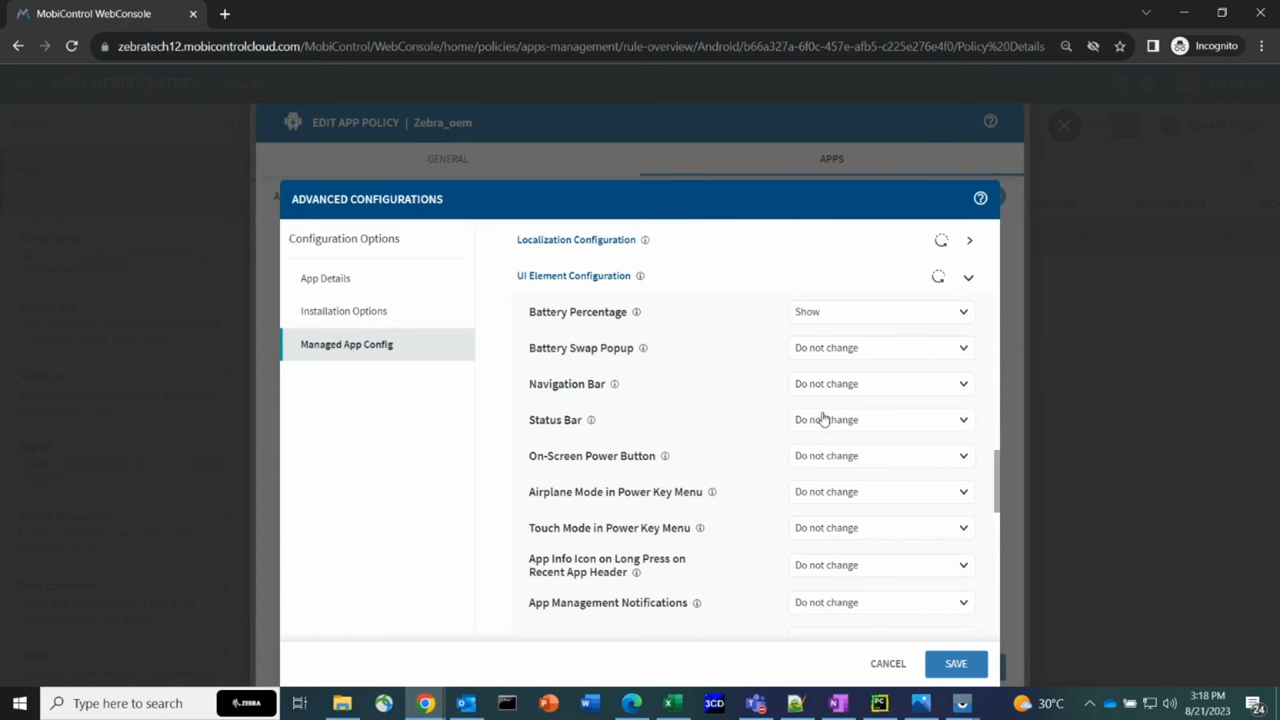 MobiControl WebConsole
zebratech12.mobicontrolcloud.com/MobiControl/WebConsole/home/policies/apps-management/rule-overview/Android/b66a327a-6f0c-457e-afb5-c225e276e4f0/Policy%20Details
Incognito
SOTI MOBICONTROL
EDIT APP POLICY | Zebra_oem
GENERAL
APPS
ADVANCED CONFIGURATIONS
Configuration Options
App Details
Installation Options
Managed App Config
Localization Configuration
UI Element Configuration
Battery Percentage
Show
Battery Swap Popup
Do not change
Navigation Bar
Do not change
Status Bar
Do not change
On-Screen Power Button
Do not change
Airplane Mode in Power Key Menu
Do not change
Touch Mode in Power Key Menu
Do not change
App Info Icon on Long Press on
Recent App Header
Do not change
App Management Notifications
Do not change
CANCEL
SAVE
Type here to search
ZEBRA
3CD
PC
30°C
3:18 PM
8/21/2023
24